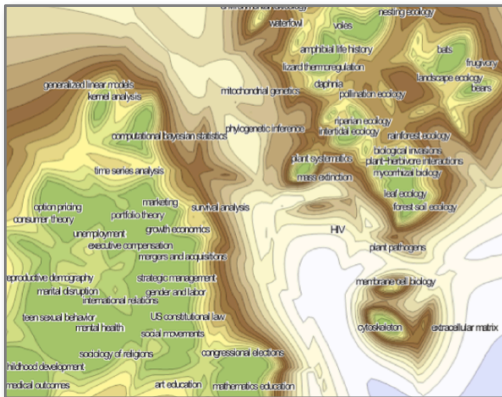 waterfowl
nesting ecology
voles
amphibial life history
bats
lizard thermoregulation
frugivory
landscape ecology
generalized linear models
daphnia
bears
kernel analysis
mitochondrial genetics
pollination ecology
phylogenetic inference
riparian ecology
intertidal ecology
rainforest ecology
computational bayesian statistics
biological invasions
plant systematics
plant-herbivore interactions
time series analysis
mycorrhizal biology
mass extinction
leaf ecology
marketing
option pricing
portfolio theory
survival analysis
forest soil ecology
consumer theory
growth economics
HIV
unemployment
executive compensation
plant pathogens
mergers and acquisitions
eproductive demography
strategic management
membrane cell biology
marital disruption
gender and labor
international relations
teen sexual behavior
US constitutional law
mental health
cytoskeleton
extracellular matrix
social movements
sociology of religions
congressional elections
hildhood development
medical outcomes
art education
mathematics education